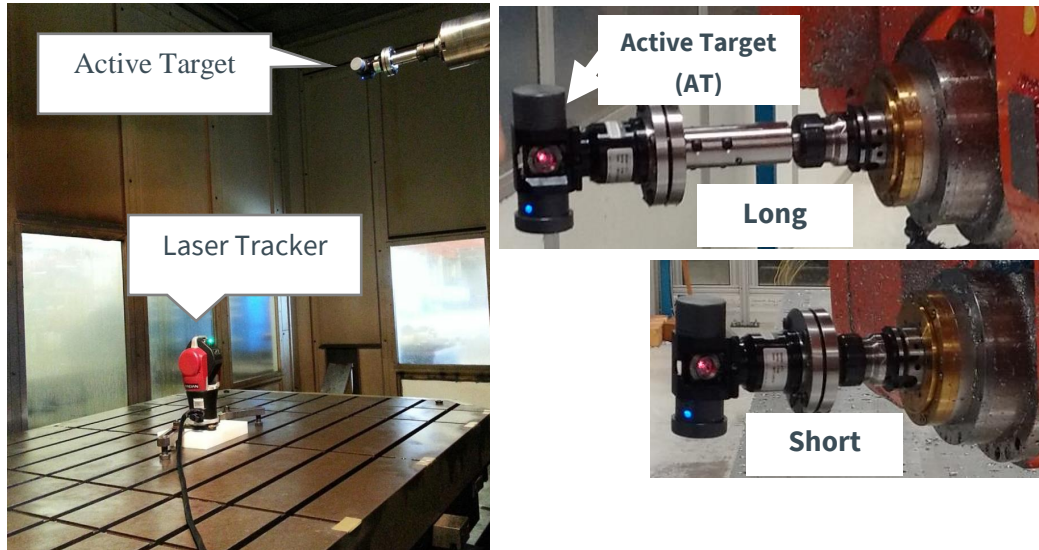 Active Target
Laser Tracker
Active Target
(AT)
Long
Short